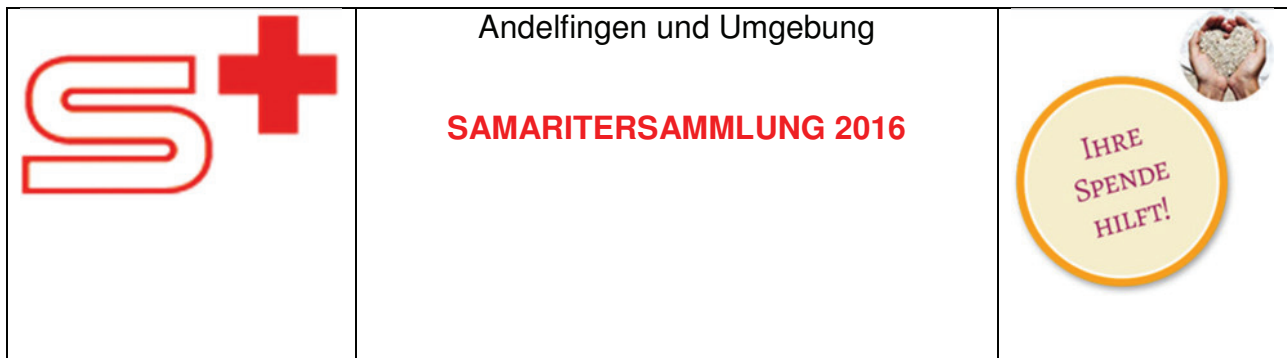 S+
Andelfingen und Umgebung
SAMARITERSAMMLUNG 2016
IHRE
SPENDE
HILFT!